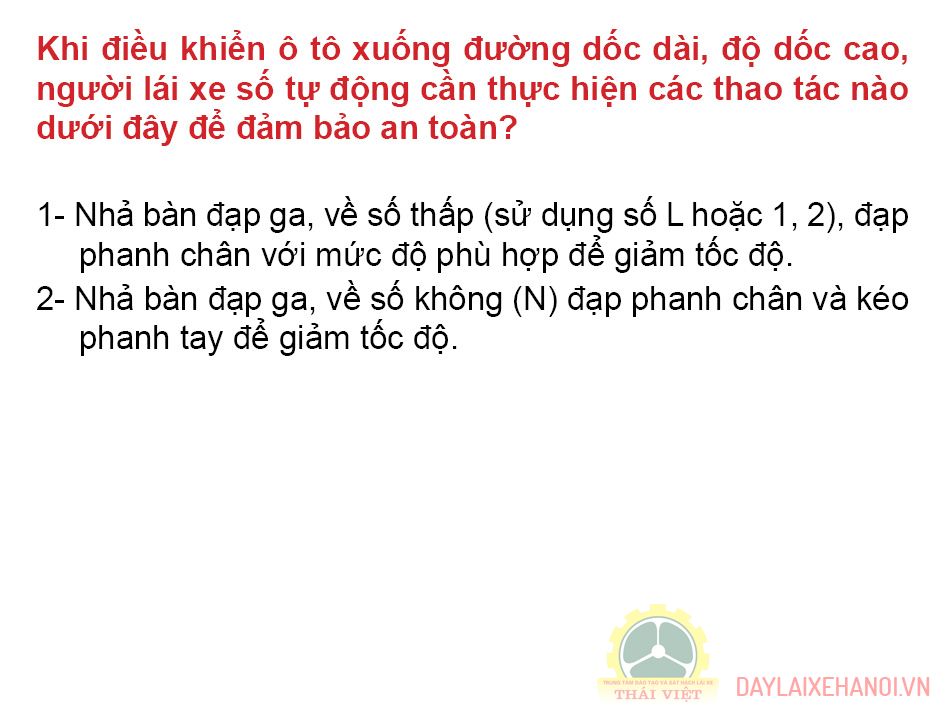 Khi điều khiển ô tô xuống đường dốc dài, độ dốc cao,
người lái xe số tự động cần thực hiện các thao tác nào
dưới đây để đảm bảo an toàn?
1- Nhả bàn đạp ga, về số thấp (sử dụng số L hoặc 1, 2), đạp
phanh chân với mức độ phù hợp để giảm tốc độ.
2- Nhả bàn đạp ga, về số không (N) đạp phanh chân và kéo
phanh tay để giảm tốc độ.
TRUNG TÂM ĐÀO TẠO VÀ SÁT HẠCH LÁI XE
THÁI VIỆT
DAYLAIXEHANOI.VN